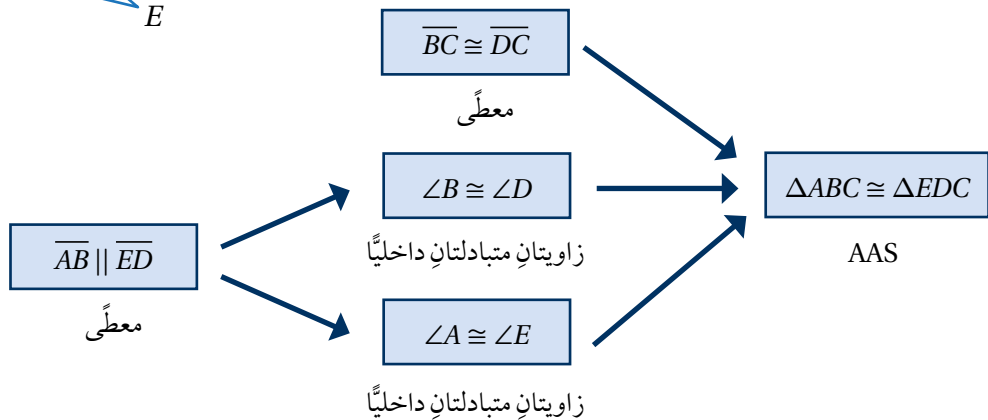 E
BC ≅ DC
معطًى
∠B ≅ ∠D
زاويتانِ متبادلتانِ داخليًّا
ΔABC ≅ ΔEDC
AAS
AB || ED
معطًى
∠A ≅ ∠E
زاويتانِ متبادلتانِ داخليًّا